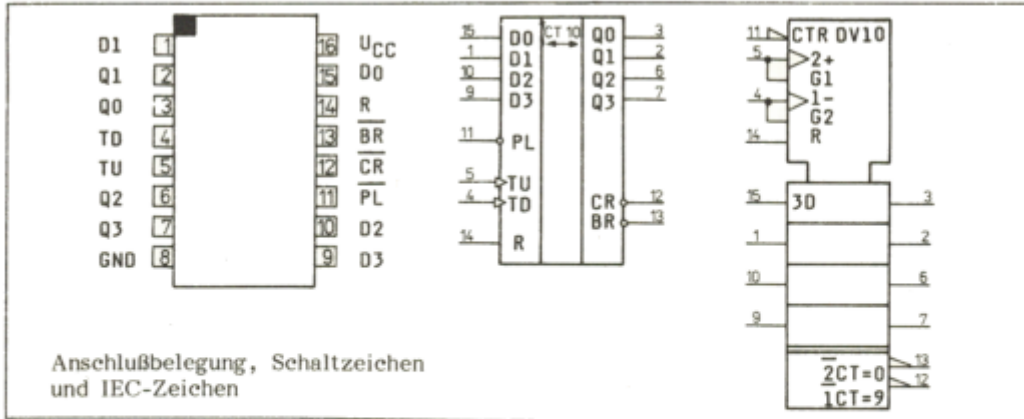 D1 1 16 UCC
Q1 2 15 D0
Q0 3 14 R
TD 4 13 BR
TU 5 12 CR
Q2 6 11 PL
Q3 7 10 D2
GND 8 9 D3
CT 10
15 D0 Q0 3
1 D1 Q1 2
10 D2 Q2 6
9 D3 Q3 7
11 PL
5 TU
4 TD CR 12
BR 13
14 R
11 CTR DV10
5 2+
G1
4 1-
G2
14 R
15 3D 3
1 2
10 6
9 7
2CT=0 13
1CT=9 12
Anschlußbelegung, Schaltzeichen
und IEC-Zeichen